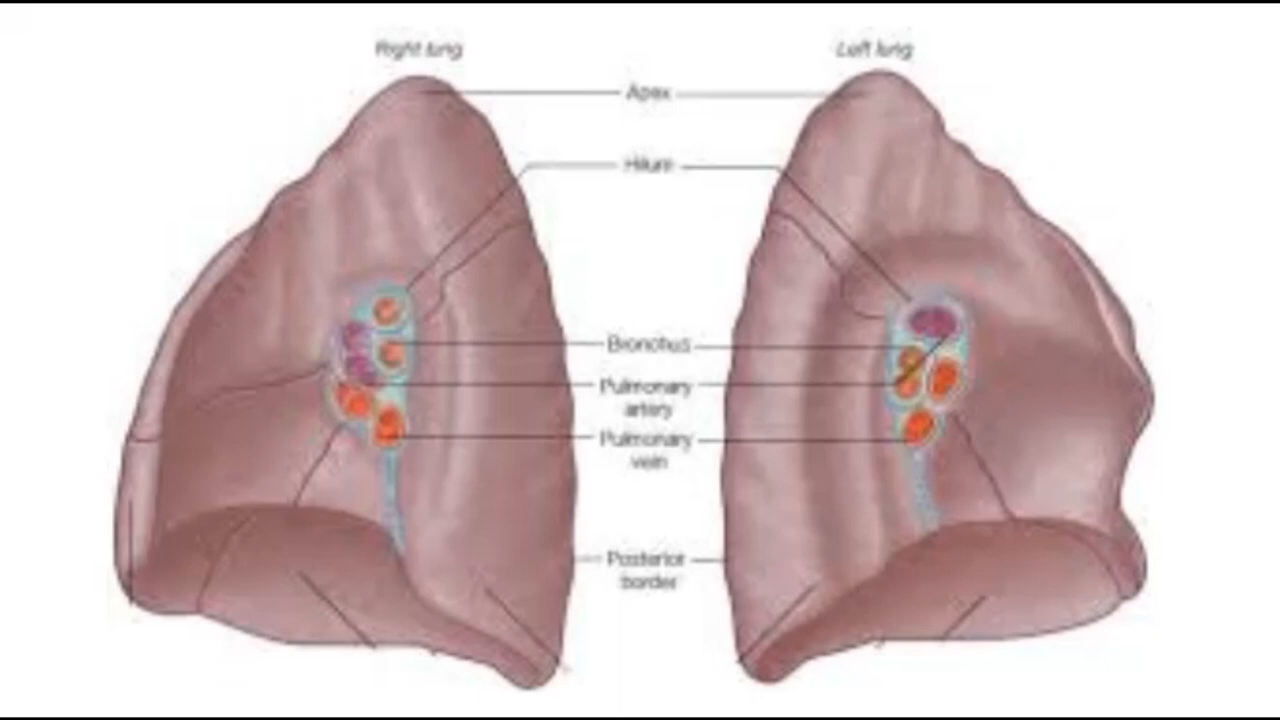 Right lung
Left lung
Apex
Hilum
Bronchus
Pulmonary
artery
Pulmonary
vein
Posterior
border